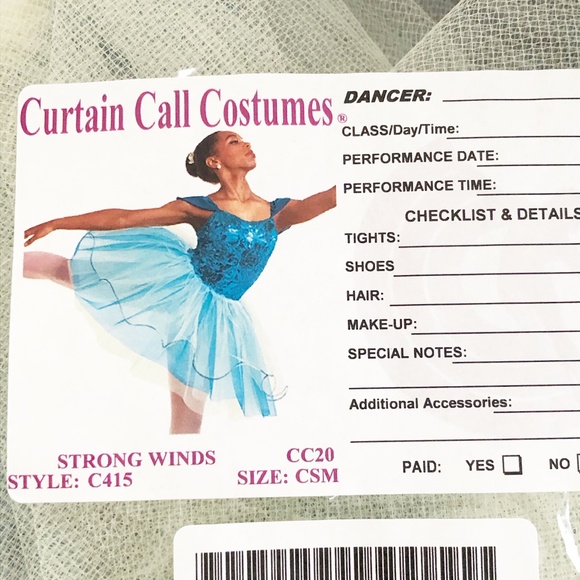 Curtain Call Costumes®
STRONG WINDS CC20
STYLE: C415 SIZE: CSM
DANCER:
CLASS/Day/Time:
PERFORMANCE DATE:
PERFORMANCE TIME:
CHECKLIST & DETAILS
TIGHTS:
SHOES
HAIR:
MAKE-UP:
SPECIAL NOTES:
Additional Accessories:
PAID: YES NO